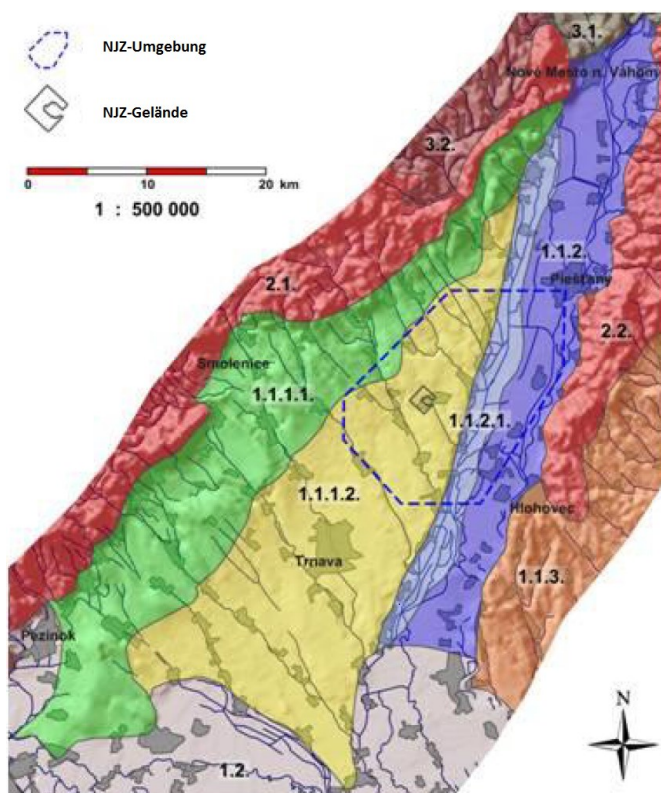 NJZ-Umgebung
NJZ-Gelände
0 10 20 km
1 : 500 000
3.1.
Nové Mesto n. Váhom
3.2.
1.1.2.
Piešťany
2.1.
2.2.
Smolenice
1.1.1.1.
1.1.2.1.
1.1.1.2.
Hlohovec
Trnava
1.1.3.
Pezinok
N
1.2.